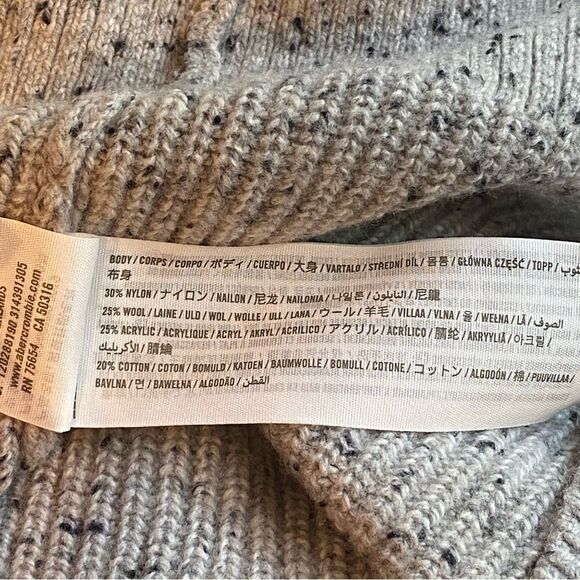 BODY / CORPS / CORPO / ボディ / CUERPO / 大身 / VARTALO / STREDNÍ DÍL / 몸통 / GŁÓWNA CZĘŚĆ / TOPP /
布身
30% NYLON / ナイロン / NAILON / 尼龙 / NAILONIA / 나일론 / النايلون / 尼龍
25% WOOL / LAINE / ULD / WOL / WOLLE / ULL / LANA / ウール / 羊毛 / VILLAA / VLNA / 울 / WEŁNA / LÃ / الصوف
25% ACRYLIC / ACRYLIQUE / ACRYL / AKRYL / ACRILICO / アクリル / ACRÍLICO / 腈纶 / AKRYYLIÄ / 아크릴 /
الأكريليك / 腈綸
20% COTTON / COTON / BOMULD / KATOEN / BAUMWOLLE / BOMULL / COTONE / コットン / ALGODÓN / 棉 / PUUVILLAA /
BAVLNA / 면 / BAWEŁNA / ALGODÃO / القطن
www.abercrombie.com
RN 75654 CA 50316